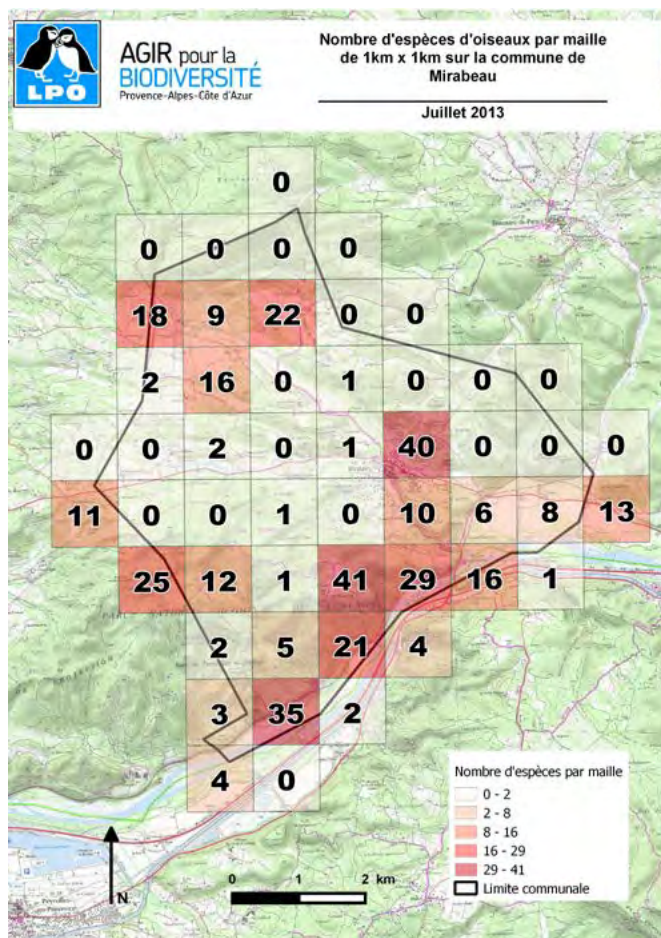 LPO
AGIR pour la
BIODIVERSITÉ
Provence-Alpes-Côte d'Azur
Nombre d'espèces d'oiseaux par maille
de 1km x 1km sur la commune de
Mirabeau
Juillet 2013
0
0 0 0 0
18 9 22 0 0
2 16 0 1 0 0 0
0 0 2 0 1 40 0 0 0
11 0 0 1 0 10 6 8 13
25 12 1 41 29 16 1
2 5 21 4
3 35 2
4 0
Nombre d'espèces par maille
0 - 2
2 - 8
8 - 16
16 - 29
29 - 41
Limite communale
N
0 1 2 km